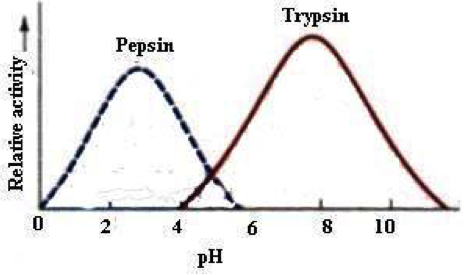 Trypsin
Pepsin
Relative activity
0 2 4 6 8 10
pH